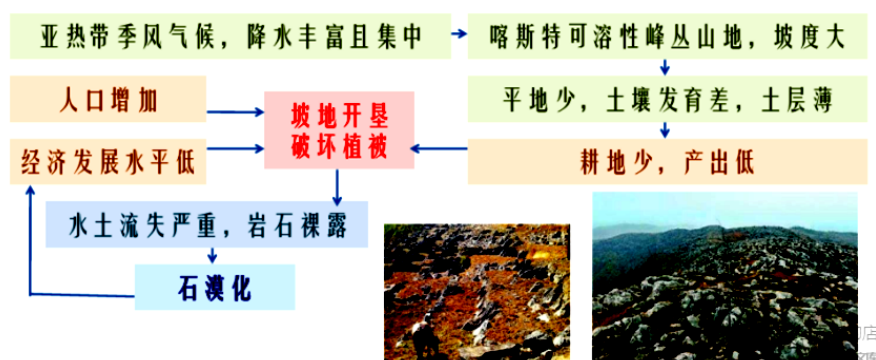 亚热带季风气候，降水丰富且集中
喀斯特可溶性峰丛山地，坡度大
人口增加
坡地开垦
破坏植被
平地少，土壤发育差，土层薄
经济发展水平低
耕地少，产出低
水土流失严重，岩石裸露
石漠化